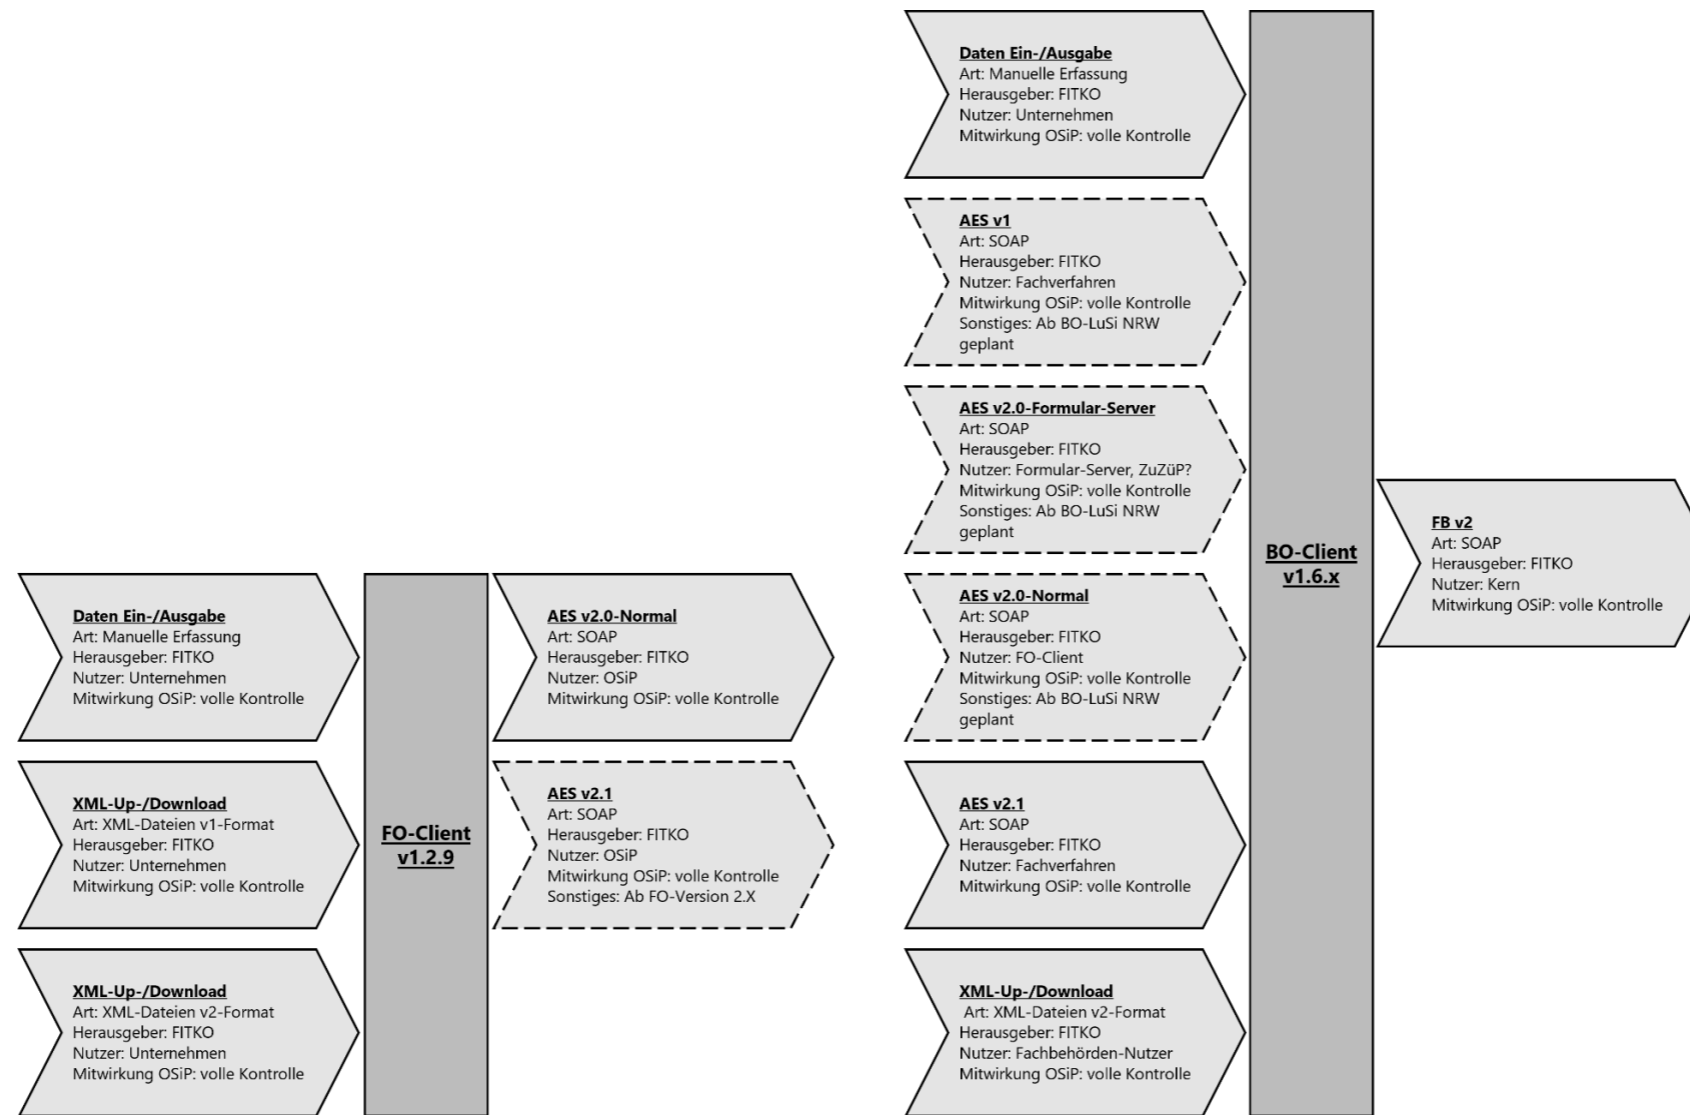 Daten Ein-/Ausgabe
Art: Manuelle Erfassung
Herausgeber: FITKO
Nutzer: Unternehmen
Mitwirkung OSiP: volle Kontrolle
XML-Up-/Download
Art: XML-Dateien v1-Format
Herausgeber: FITKO
Nutzer: Unternehmen
Mitwirkung OSiP: volle Kontrolle
XML-Up-/Download
Art: XML-Dateien v2-Format
Herausgeber: FITKO
Nutzer: Unternehmen
Mitwirkung OSiP: volle Kontrolle
FO-Client
v1.2.9
AES v2.0-Normal
Art: SOAP
Herausgeber: FITKO
Nutzer: OSiP
Mitwirkung OSiP: volle Kontrolle
AES v2.1
Art: SOAP
Herausgeber: FITKO
Nutzer: OSiP
Mitwirkung OSiP: volle Kontrolle
Sonstiges: Ab FO-Version 2.X
Daten Ein-/Ausgabe
Art: Manuelle Erfassung
Herausgeber: FITKO
Nutzer: Unternehmen
Mitwirkung OSiP: volle Kontrolle
AES v1
Art: SOAP
Herausgeber: FITKO
Nutzer: Fachverfahren
Mitwirkung OSiP: volle Kontrolle
Sonstiges: Ab BO-LuSi NRW
geplant
AES v2.0-Formular-Server
Art: SOAP
Herausgeber: FITKO
Nutzer: Formular-Server, ZuZüP?
Mitwirkung OSiP: volle Kontrolle
Sonstiges: Ab BO-LuSi NRW
geplant
AES v2.0-Normal
Art: SOAP
Herausgeber: FITKO
Nutzer: FO-Client
Mitwirkung OSiP: volle Kontrolle
Sonstiges: Ab BO-LuSi NRW
geplant
AES v2.1
Art: SOAP
Herausgeber: FITKO
Nutzer: Fachverfahren
Mitwirkung OSiP: volle Kontrolle
XML-Up-/Download
Art: XML-Dateien v2-Format
Herausgeber: FITKO
Nutzer: Fachbehörden-Nutzer
Mitwirkung OSiP: volle Kontrolle
BO-Client
v1.6.x
FB v2
Art: SOAP
Herausgeber: FITKO
Nutzer: Kern
Mitwirkung OSiP: volle Kontrolle